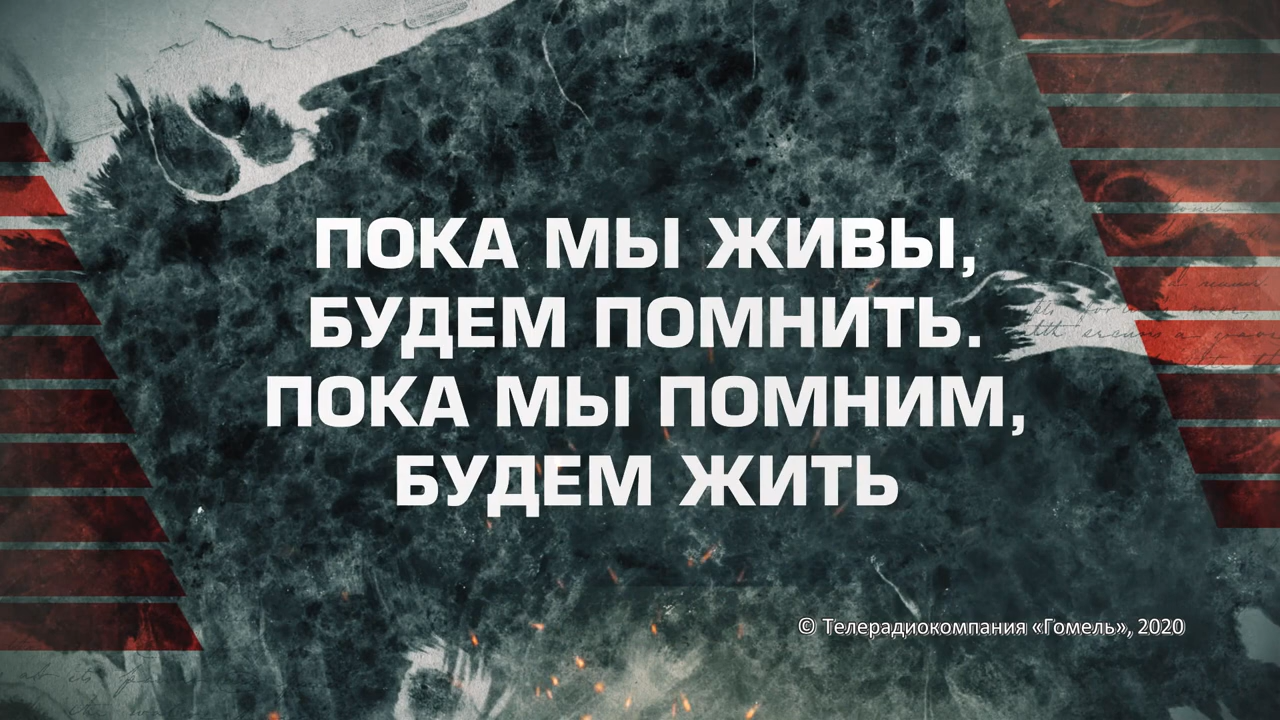 ПОКА МЫ ЖИВЫ,
БУДЕМ ПОМНИТЬ.
ПОКА МЫ ПОМНИМ,
БУДЕМ ЖИТЬ
© Телерадиокомпания «Гомель», 2020